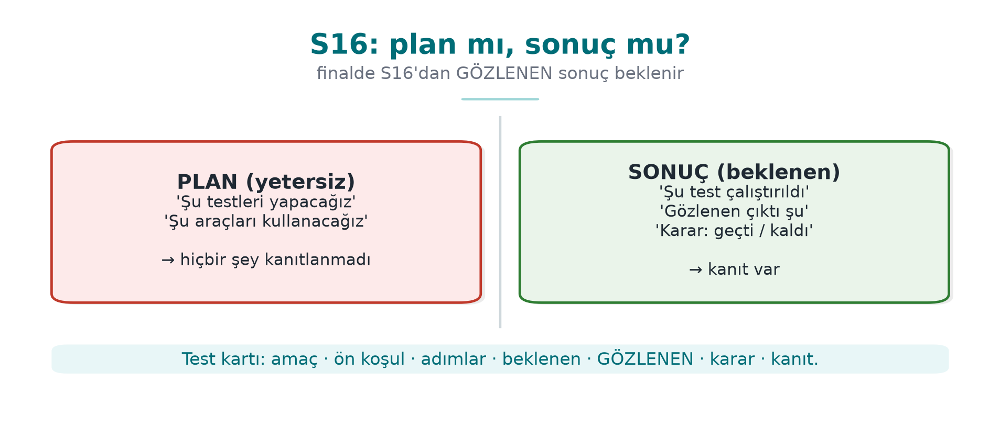 S16: plan mı, sonuç mu?
finalde S16'dan GÖZLENEN sonuç beklenir
PLAN (yetersiz)
'Şu testleri yapacağız'
'Şu araçları kullanacağız'
→ hiçbir şey kanıtlanmadı
SONUÇ (beklenen)
'Şu test çalıştırıldı'
'Gözlenen çıktı şu'
'Karar: geçti / kaldı'
→ kanıt var
Test kartı: amaç · ön koşul · adımlar · beklenen · GÖZLENEN · karar · kanıt.